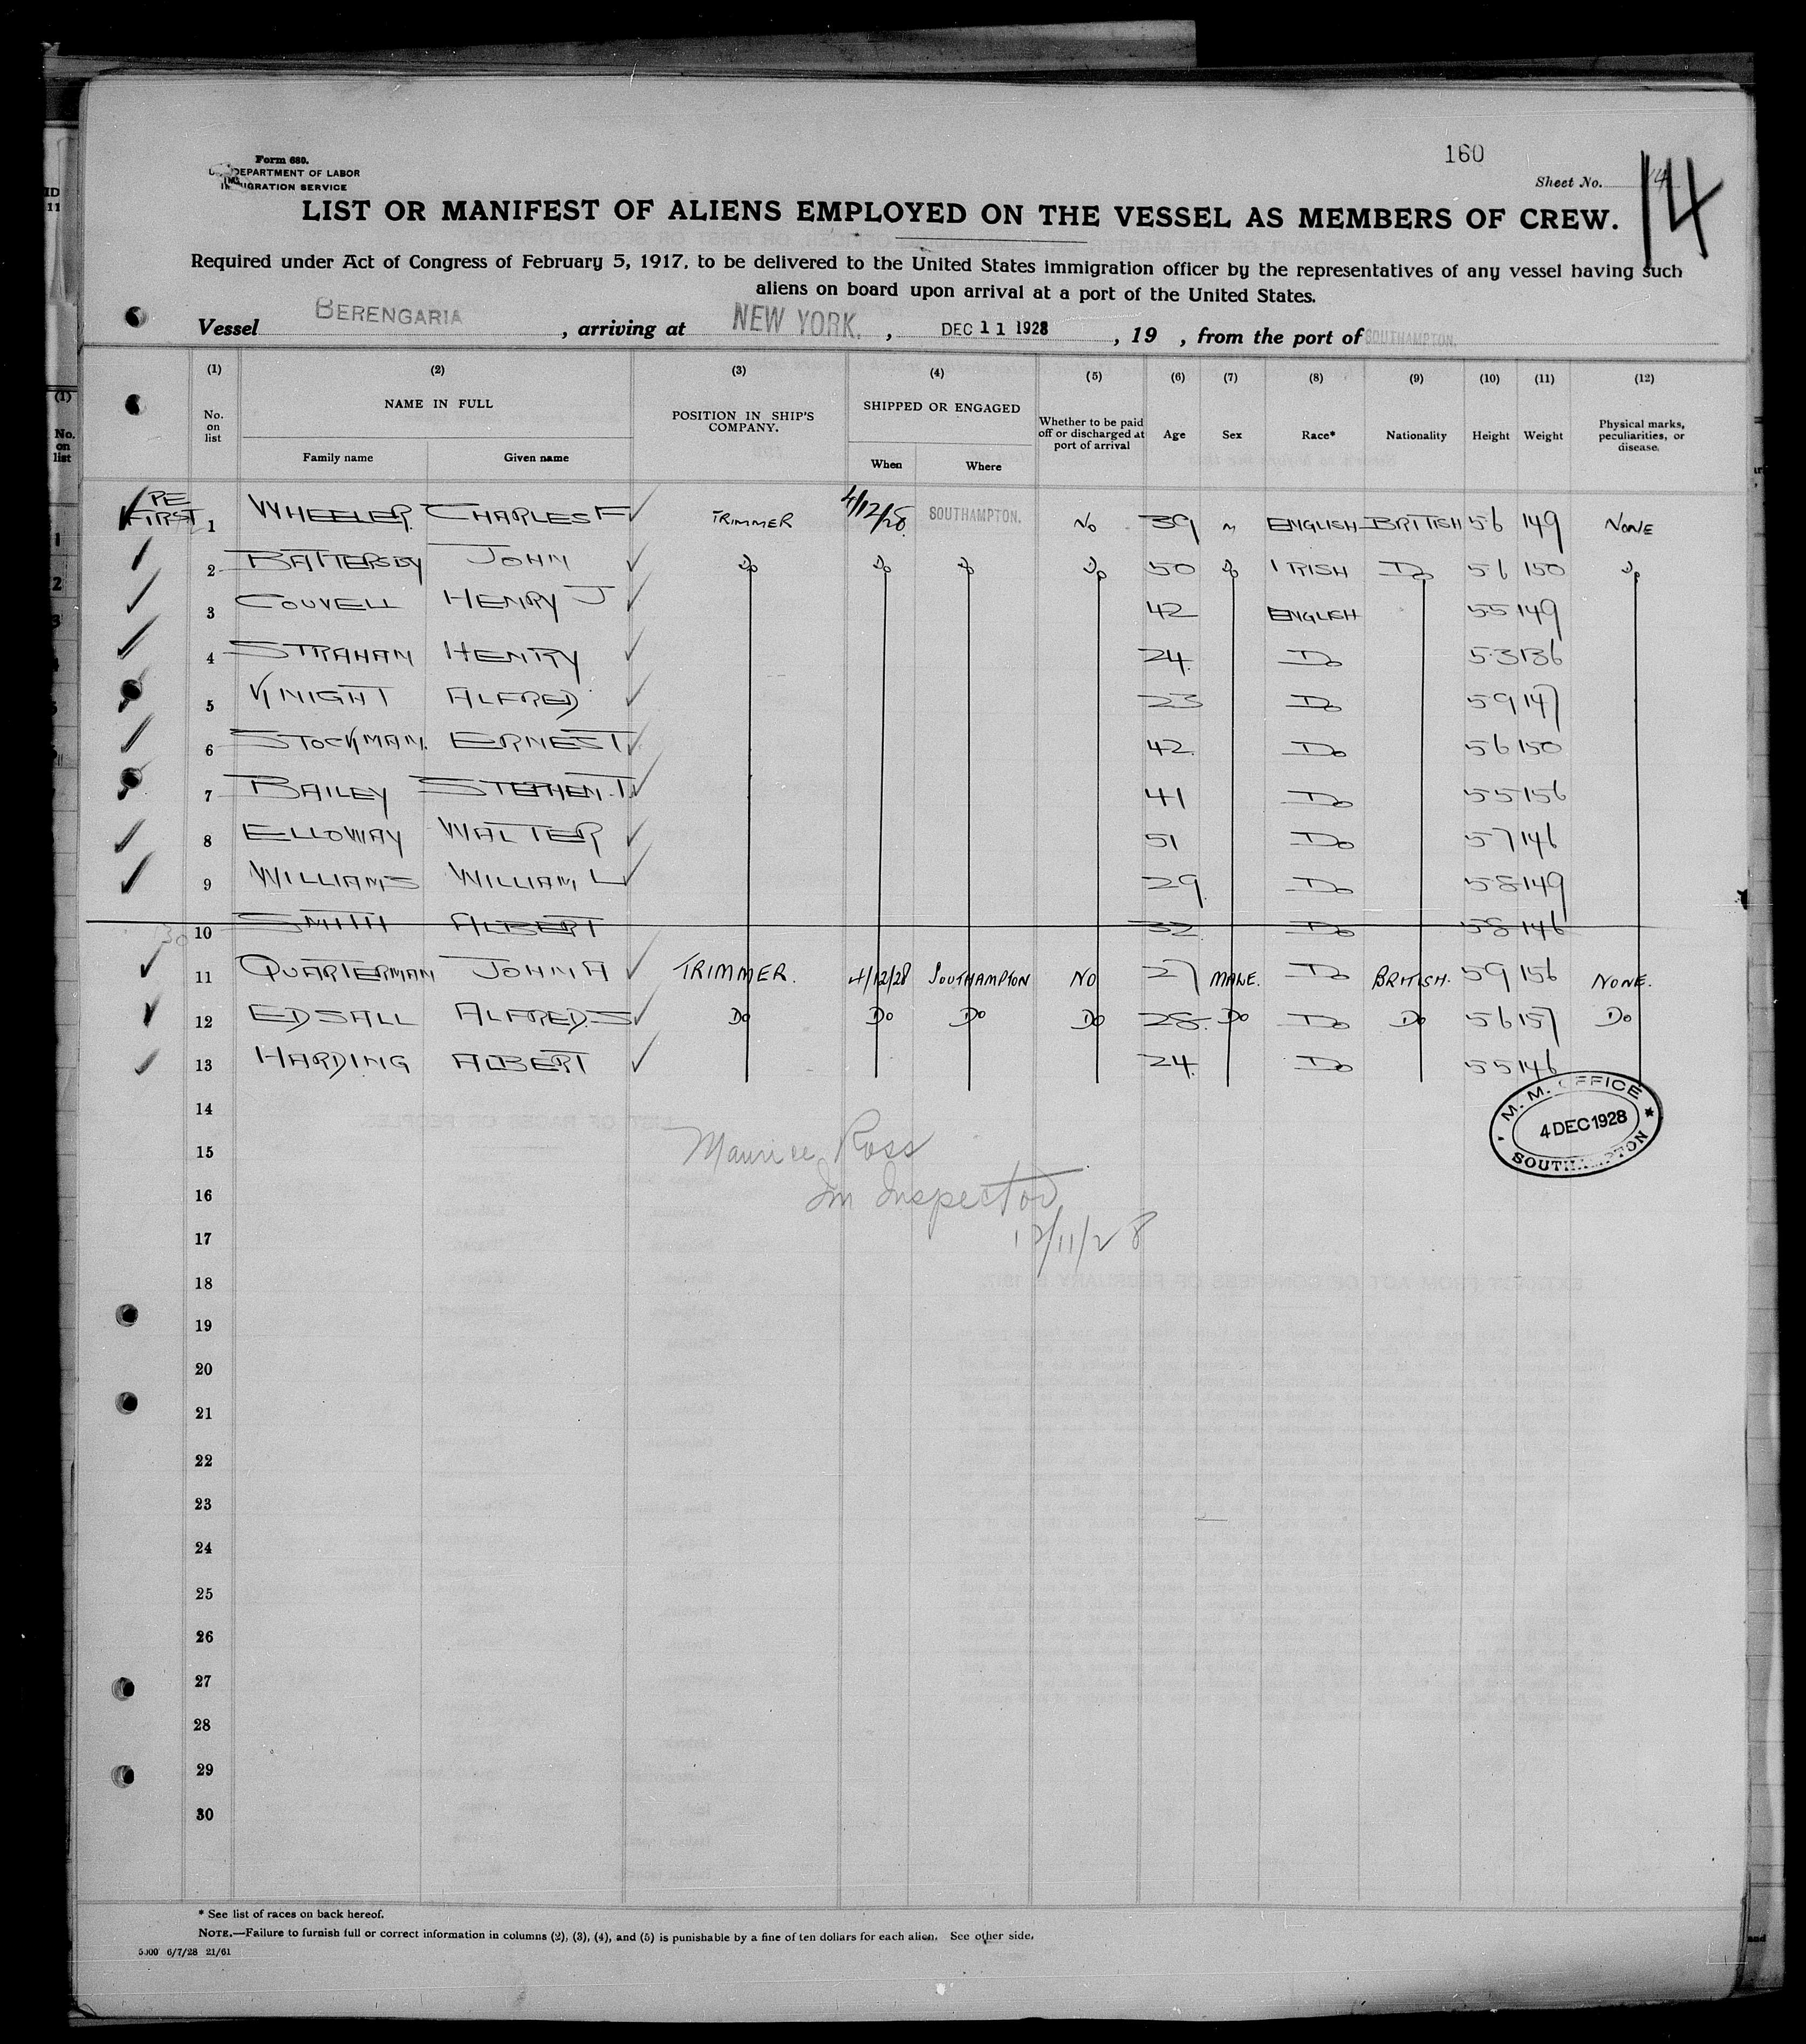 160
Form 680.
DEPARTMENT OF LABOR
IMMIGRATION SERVICE
Sheet No. 14
14
LIST OR MANIFEST OF ALIENS EMPLOYED ON THE VESSEL AS MEMBERS OF CREW.
Required under Act of Congress of February 5, 1917, to be delivered to the United States immigration officer by the representatives of any vessel having such
aliens on board upon arrival at a port of the United States.
Vessel BERENGARIA, arriving at NEW YORK, DEC 11 1928, 19 , from the port of SOUTHAMPTON.
(1) (2) (3) (4) (5) (6) (7) (8) (9) (10) (11) (12)
No. on list NAME IN FULL Family name Given name POSITION IN SHIP'S COMPANY. SHIPPED OR ENGAGED When Where Whether to be paid off or discharged at port of arrival Age Sex Race* Nationality Height Weight Physical marks, peculiarities, or disease.
PE
FIRST 1 WHEELER CHARLES F TRIMMER 4/12/28 SOUTHAMPTON. No 39 m ENGLISH BRITISH 56 149 NONE
2 BATTERSBY JOHN Do Do Do Do 50 Do IRISH Do 56 150 Do
3 COUVELL HENRY J 42 ENGLISH 55 149
4 STRAHAN HENRY 24 Do 53 136
5 KNIGHT ALFRED 23 Do 59 147
6 STOCKMAN. ERNEST 42 Do 56 150
7 BAILEY STEPHEN.T. 41 Do 55 156
8 ELLOWAY WALTER 51 Do 57 146
9 WILLIAMS WILLIAM L 29 Do 58 149
30 10 SMITH ALBERT 32 Do 58 146
11 QUARTERMAN JOHN A TRIMMER. 4/12/28 SOUTHAMPTON NO 27 MALE. Do BRITISH. 59 156 NONE.
12 EDSALL ALFRED.S Do Do Do Do 28 Do Do Do 56 157 Do
13 HARDING ALBERT 24 Do 55 146
M. M. OFFICE
4 DEC 1928
SOUTHAMPTON
14
15 Maurice Ross
16 Im Inspector
17 12/11/28
18
19
20
21
22
23
24
25
26
27
28
29
30
* See list of races on back hereof.
NOTE.—Failure to furnish full or correct information in columns (2), (3), (4), and (5) is punishable by a fine of ten dollars for each alien. See other side.
5000 6/7/28 21/61